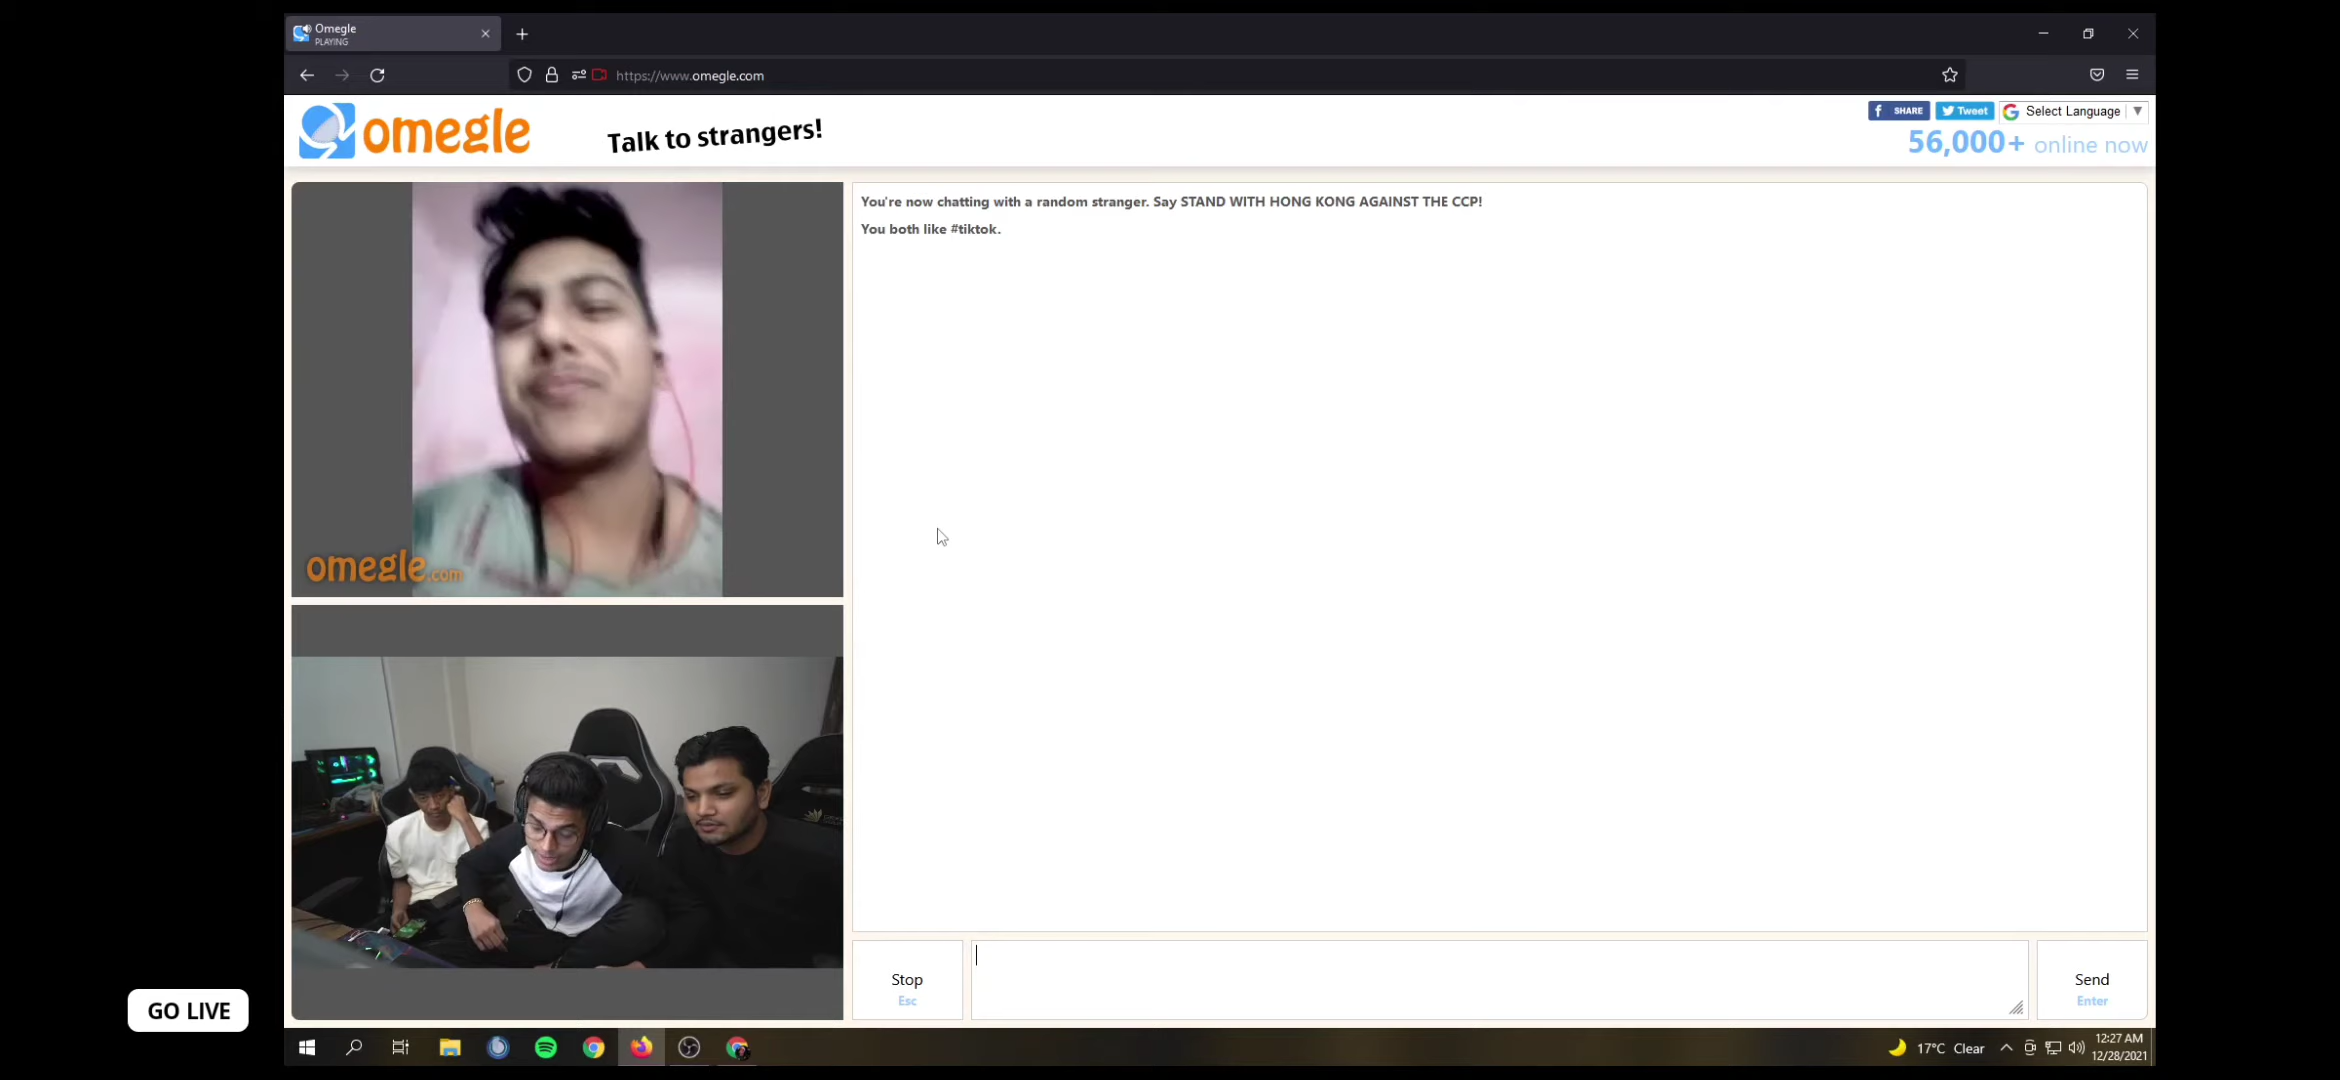 Omegle
PLAYING
https://www.omegle.com
omegle
Talk to strangers!
SHARE
Tweet
Select Language
56,000+ online now
You're now chatting with a random stranger. Say STAND WITH HONG KONG AGAINST THE CCP!
You both like #tiktok.
omegle.com
Stop
Esc
Send
Enter
GO LIVE
17°C Clear
12:27 AM
12/28/2021